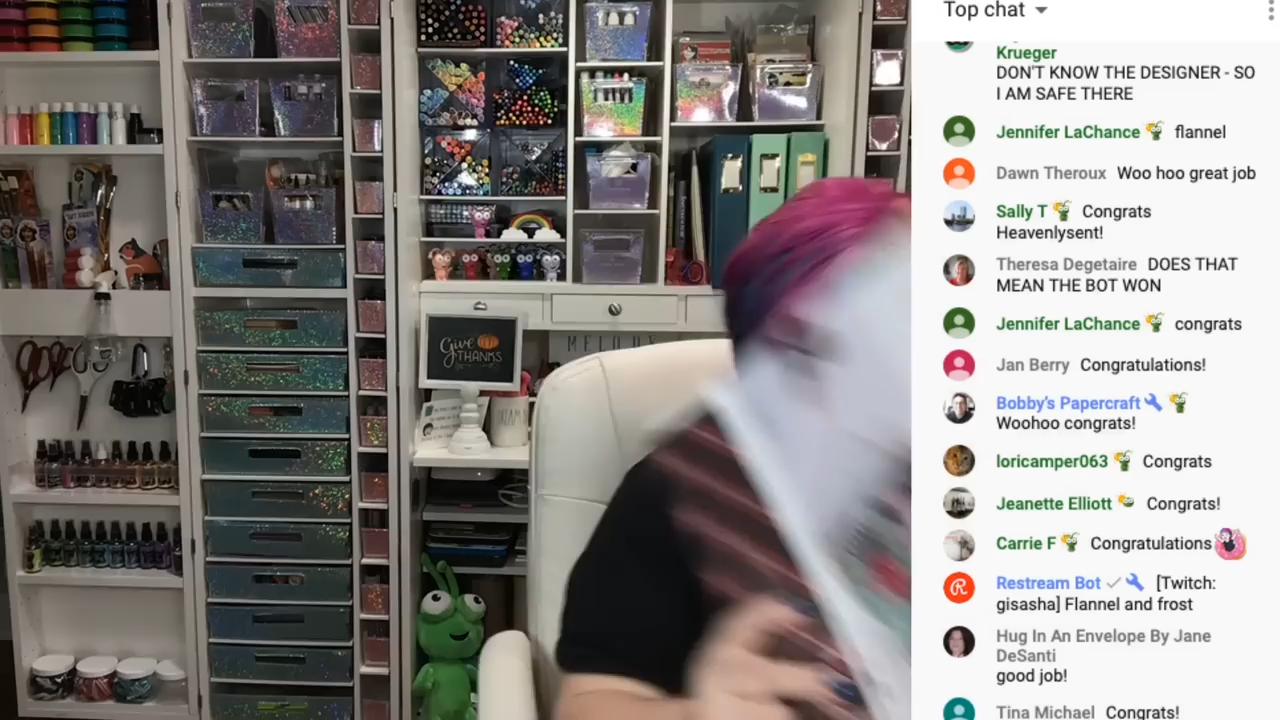 Top chat
Krueger
DON'T KNOW THE DESIGNER - SO
I AM SAFE THERE
Jennifer LaChance flannel
Dawn Theroux Woo hoo great job
Sally T Congrats
Heavenlysent!
Theresa Degetaire DOES THAT
MEAN THE BOT WON
Jennifer LaChance congrats
Jan Berry Congratulations!
Bobby's Papercraft
Woohoo congrats!
loricamper063 Congrats
Jeanette Elliott Congrats!
Carrie F Congratulations
Restream Bot [Twitch:
gisasha] Flannel and frost
Hug In An Envelope By Jane
DeSanti
good job!
Tina Michael Congrats!
Give
THANKS
MELODY